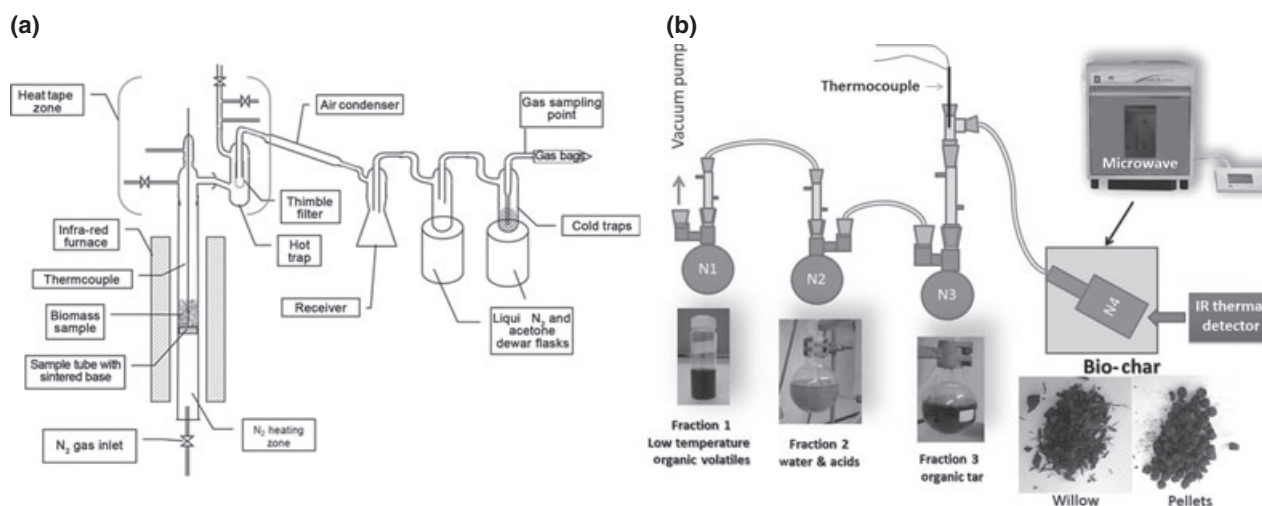 (a)
Heat tape
zone
Air condenser
Gas sampling
point
Gas bags
Thimble
filter
Cold traps
Infra-red
furnace
Hot
trap
Thermcouple
Receiver
Biomass
sample
Liqui N₂ and
acetone
dewar flasks
Sample tube with
sintered base
N₂ heating
zone
N₂ gas inlet
(b)
Vacuum pump
Thermocouple
Microwave
N1
N2
N3
N4
IR thermal
detector
Bio-char
Fraction 1
Low temperature
organic volatiles
Fraction 2
water & acids
Fraction 3
organic tar
Willow
Pellets